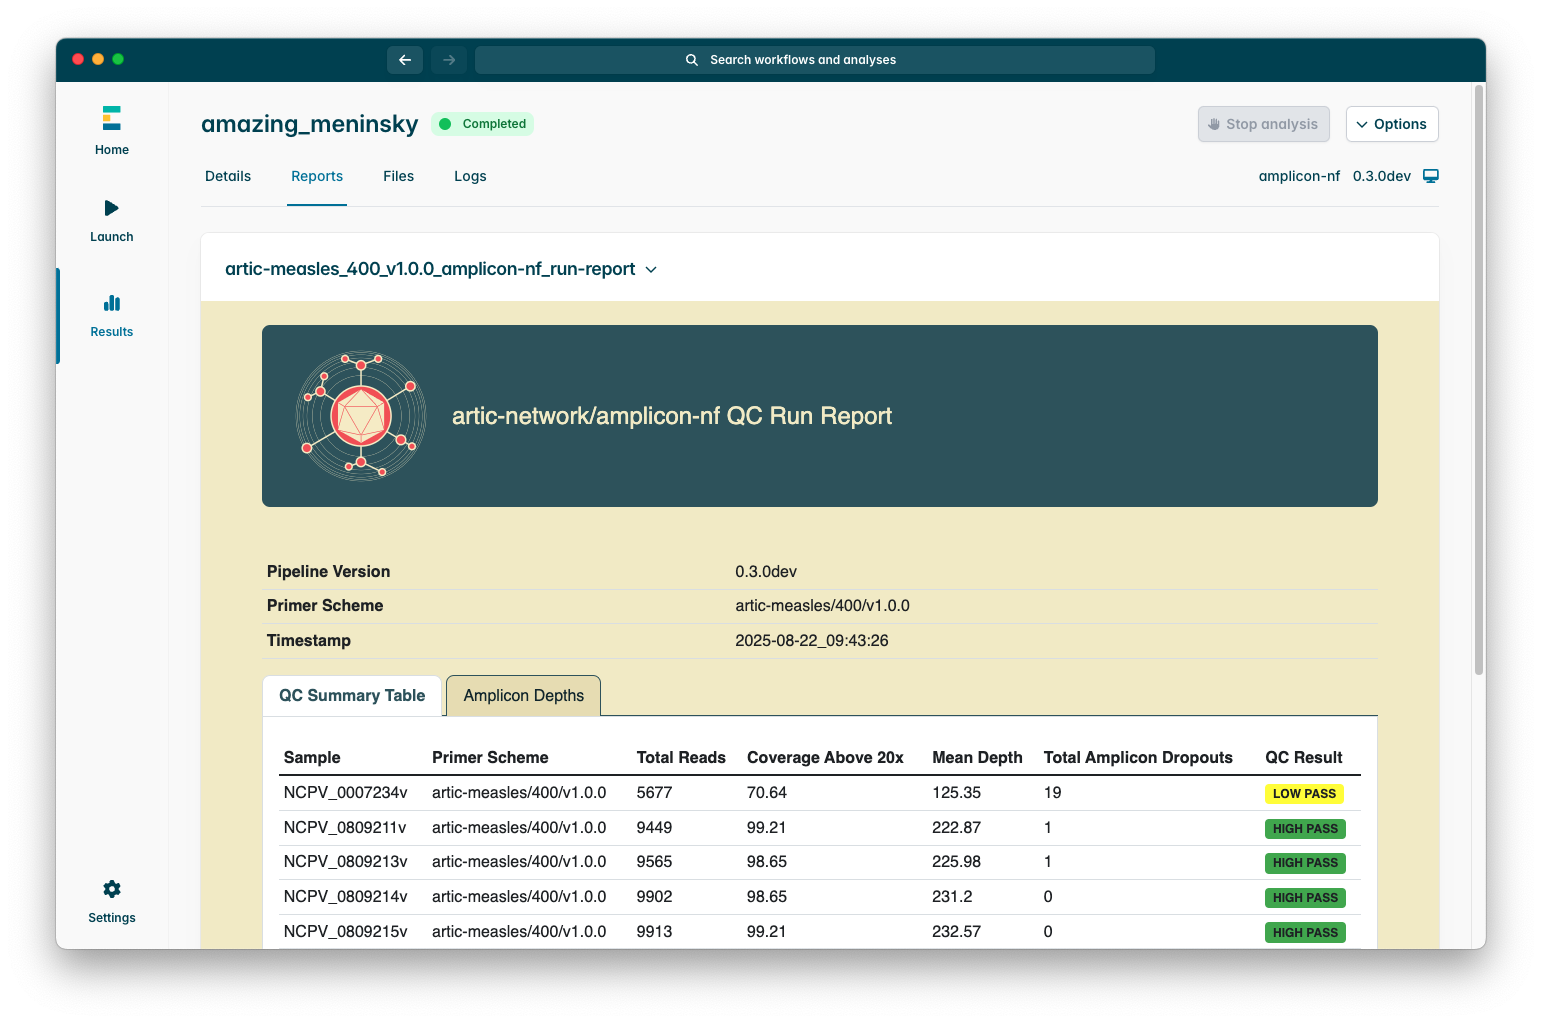 Search workflows and analyses
Home
Launch
Results
Settings
amazing_meninsky Completed Stop analysis Options
Details Reports Files Logs amplicon-nf 0.3.0dev
artic-measles_400_v1.0.0_amplicon-nf_run-report
artic-network/amplicon-nf QC Run Report
Pipeline Version 0.3.0dev
Primer Scheme artic-measles/400/v1.0.0
Timestamp 2025-08-22_09:43:26
QC Summary Table Amplicon Depths
Sample Primer Scheme Total Reads Coverage Above 20x Mean Depth Total Amplicon Dropouts QC Result
NCPV_0007234v artic-measles/400/v1.0.0 5677 70.64 125.35 19 LOW PASS
NCPV_0809211v artic-measles/400/v1.0.0 9449 99.21 222.87 1 HIGH PASS
NCPV_0809213v artic-measles/400/v1.0.0 9565 98.65 225.98 1 HIGH PASS
NCPV_0809214v artic-measles/400/v1.0.0 9902 98.65 231.2 0 HIGH PASS
NCPV_0809215v artic-measles/400/v1.0.0 9913 99.21 232.57 0 HIGH PASS